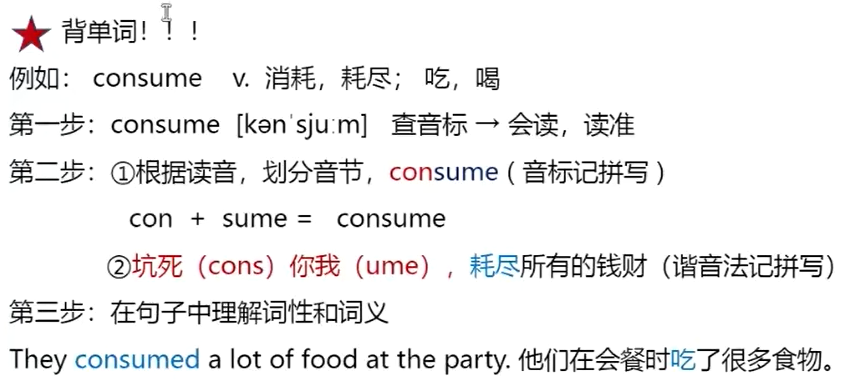 背单词！！！
例如： consume v. 消耗，耗尽； 吃，喝
第一步：consume [kənˈsjuːm] 查音标 → 会读，读准
第二步：①根据读音，划分音节，consume ( 音标记拼写 )
con + sume = consume
②坑死（cons）你我（ume），耗尽所有的钱财（谐音法记拼写）
第三步：在句子中理解词性和词义
They consumed a lot of food at the party. 他们在会餐时吃了很多食物。